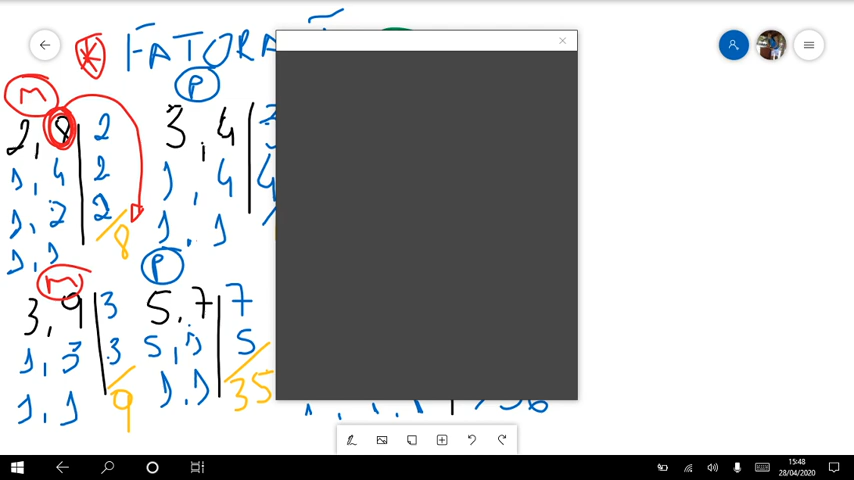 * FATORA
M P
2,8 | 2 3,4
1,4 | 2 1,4 | 4
1,2 | 2 1,1
1,1 8
M P
3,9 | 3 5,7 | 7
1,3 | 3 5,1 | 5
1,1 9 1,1 35
15:48
28/04/2020